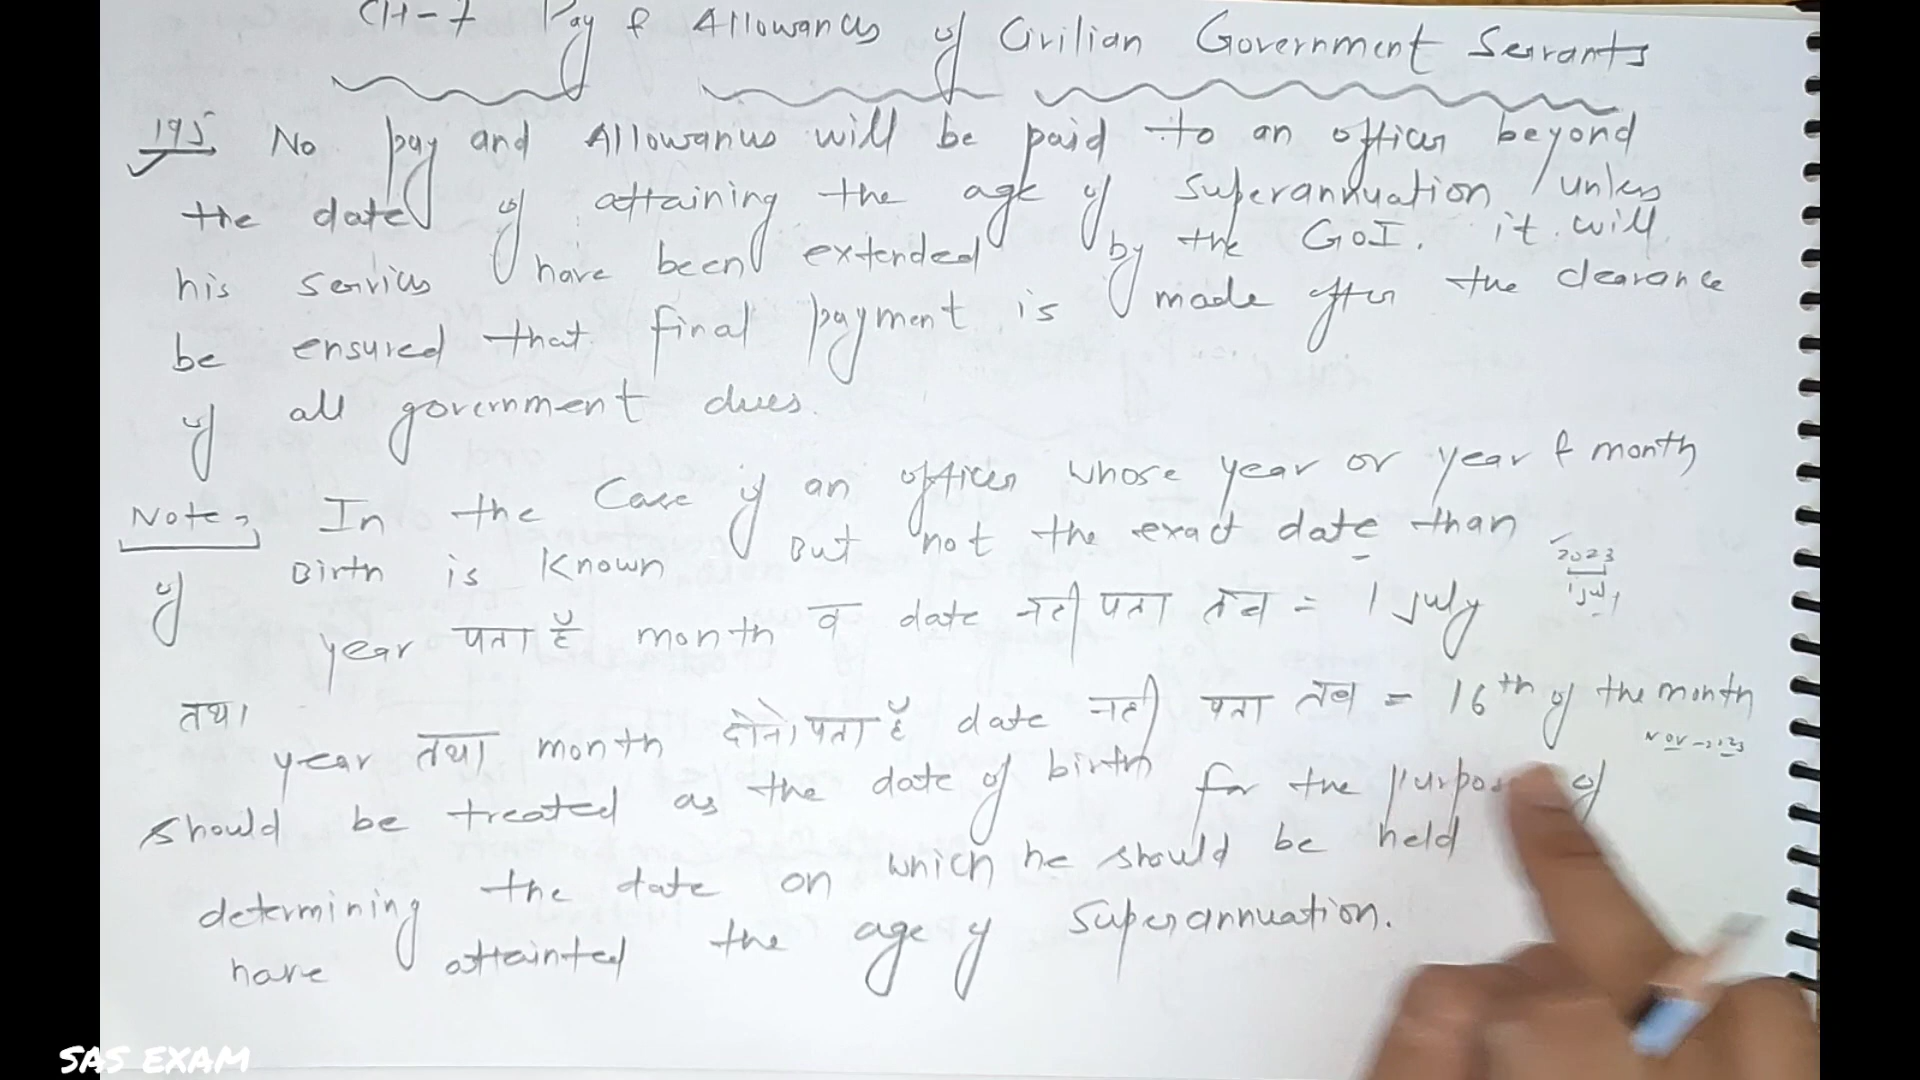 CH-7 Pay & Allowances of Civilian Government Servants
195 No pay and Allowances will be paid to an officer beyond
the date of attaining the age of superannuation, unless
his services have been extended by the GoI. it will
be ensured that final payment is made after the clearance
of all government dues.
Note, In the Case of an officer whose year or year & month
of Birth is Known But not the exact date than
2023
1 July
year पता है month व date नही पता तब = 1 July
तथा
year तथा month दोनो पता है date नही पता तब = 16th of the month
Nov - 2023
should be treated as the date of birth for the purpose of
determining the date on which he should be held
have attainted the age of superannuation.
SAS EXAM